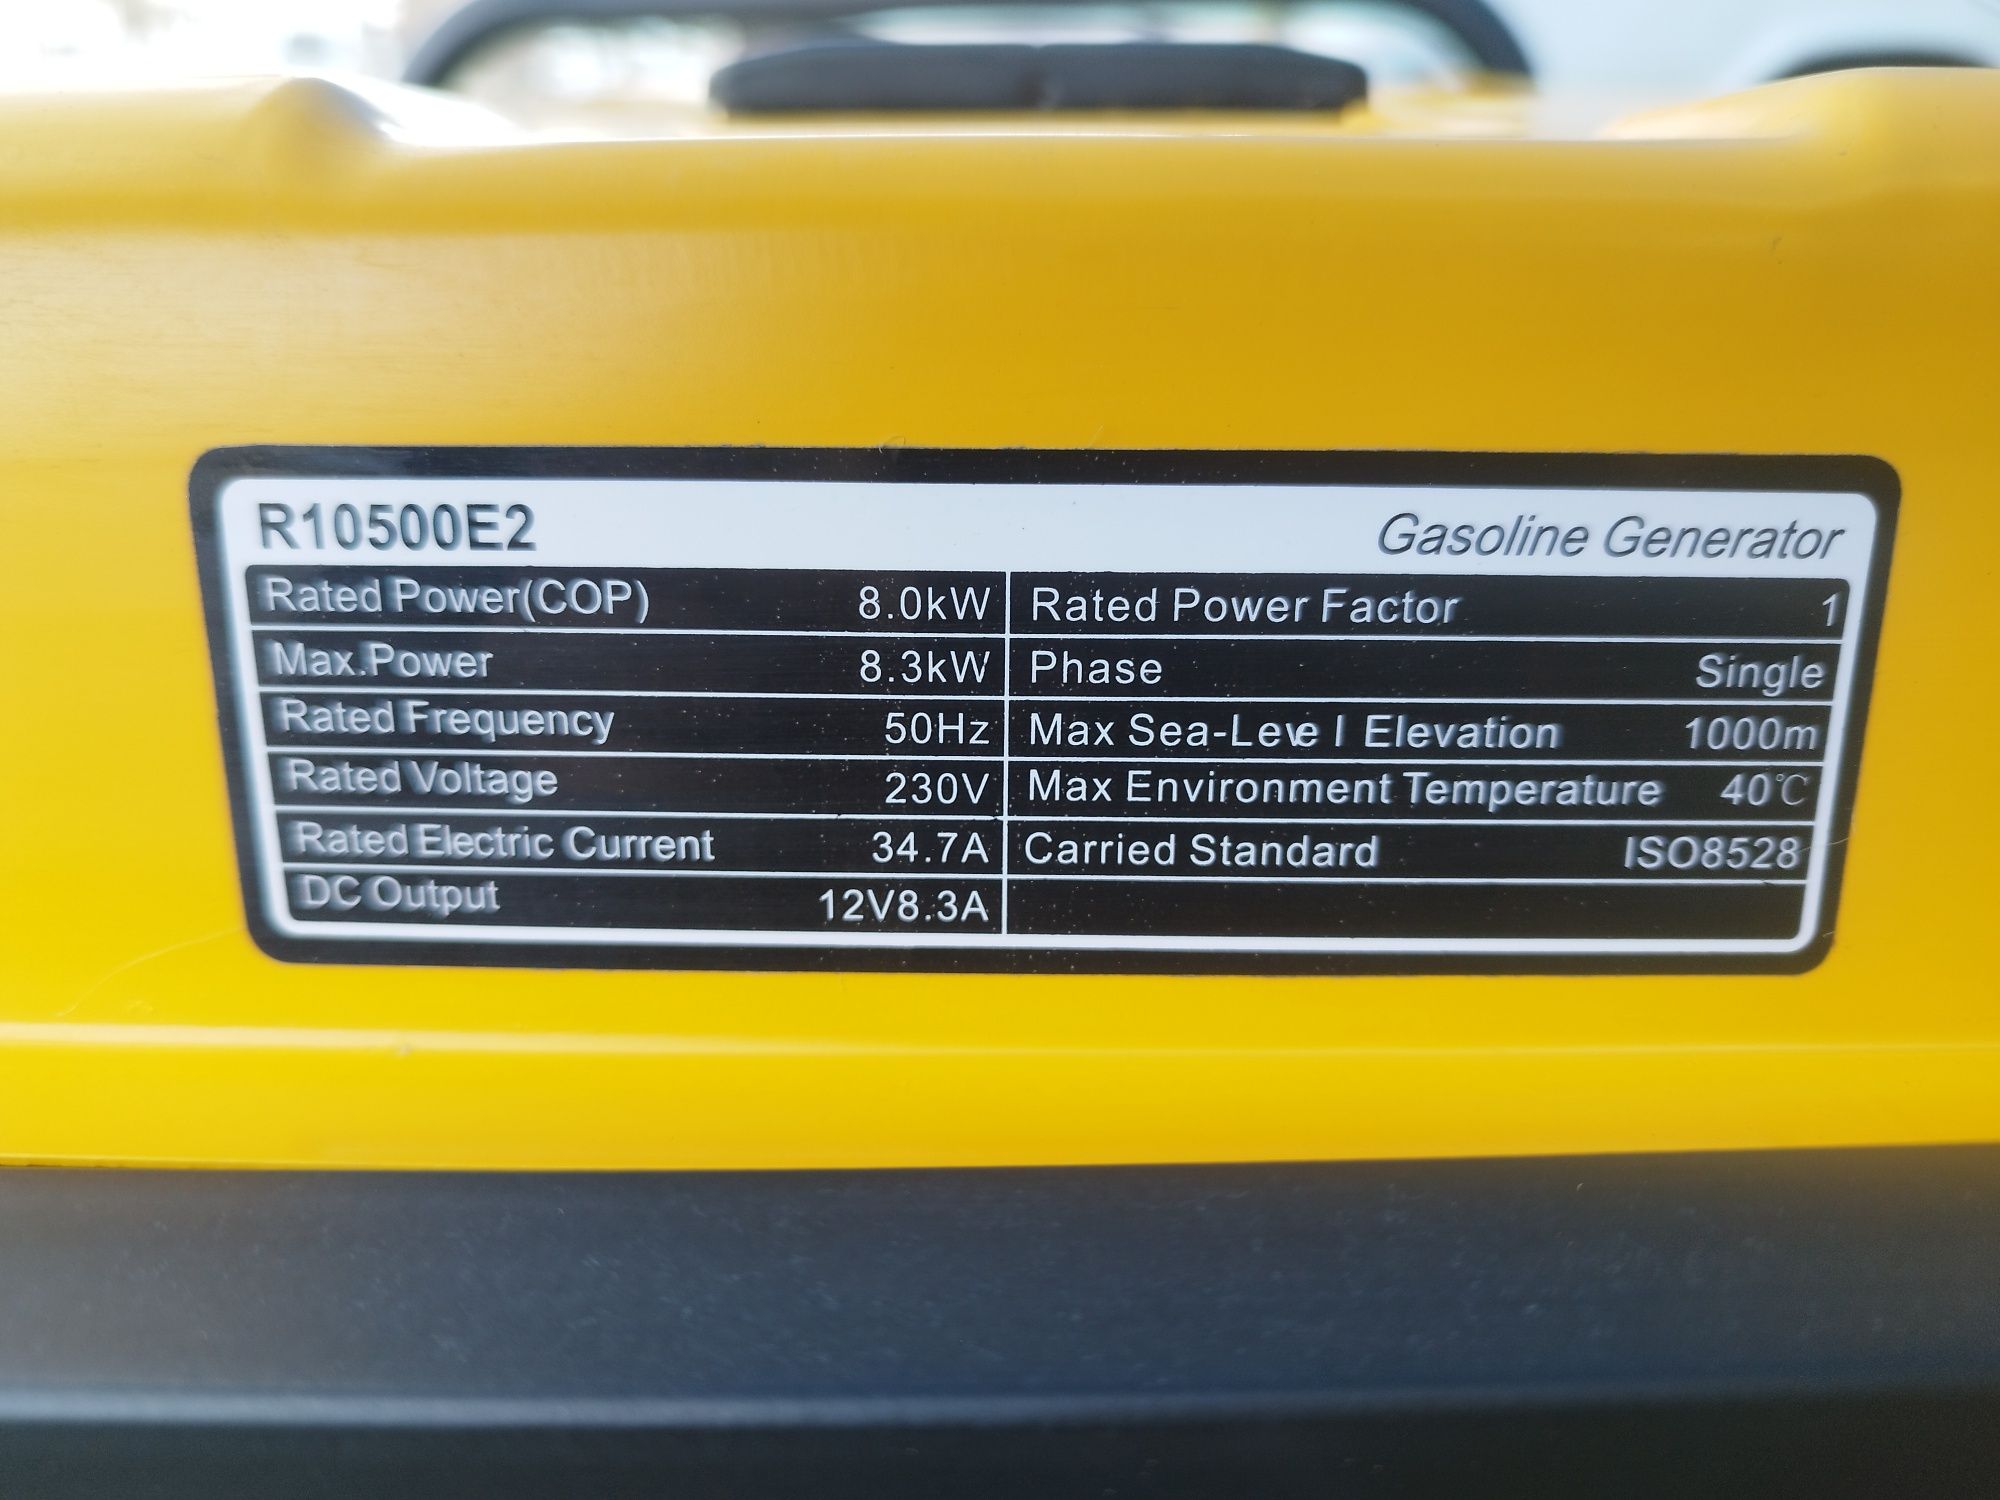 R10500E2 Gasoline Generator
Rated Power(COP) 8.0kW Rated Power Factor 1
Max.Power 8.3kW Phase Single
Rated Frequency 50Hz Max Sea-Leve l Elevation 1000m
Rated Voltage 230V Max Environment Temperature 40℃
Rated Electric Current 34.7A Carried Standard ISO8528
DC Output 12V8.3A